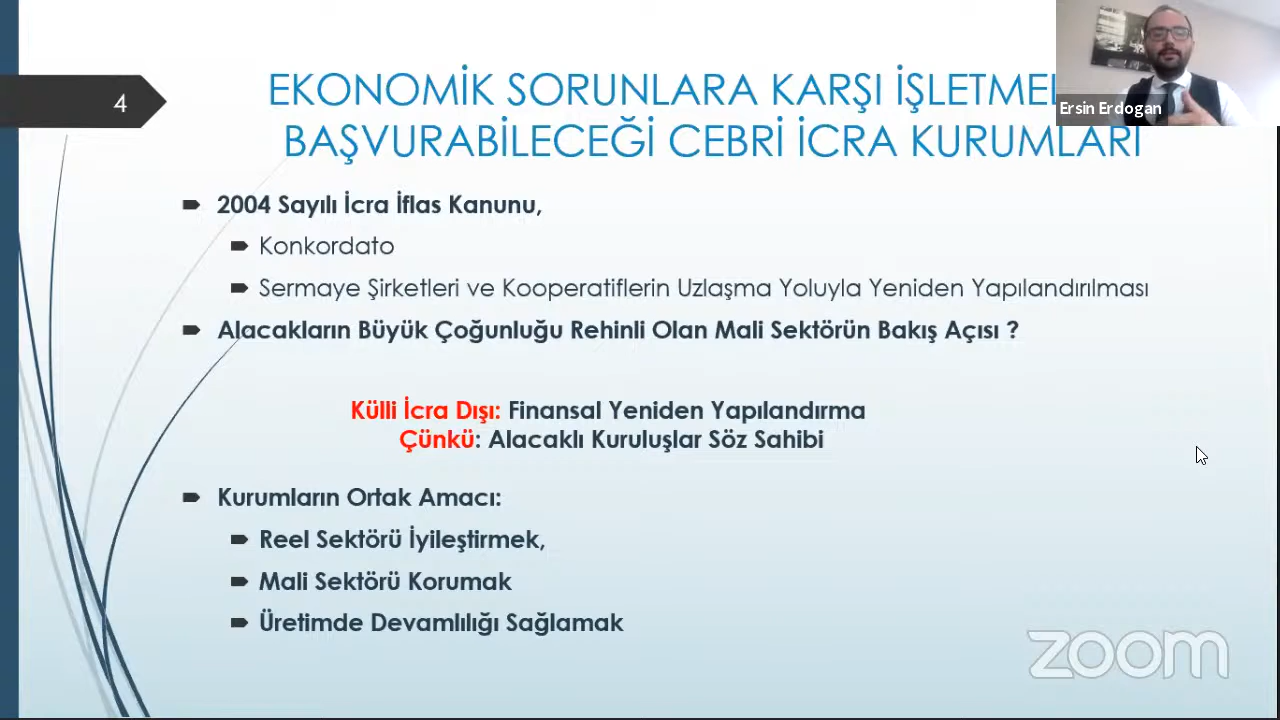 4
EKONOMİK SORUNLARA KARŞI
BAŞVURABİLECEĞİ CEBRİ İCRA KURUMLARI
Ersin Erdogan
2004 Sayılı İcra İflas Kanunu,
Konkordato
Sermaye Şirketleri ve Kooperatiflerin Uzlaşma Yoluyla Yeniden Yapılandırılması
Alacakların Büyük Çoğunluğu Rehinli Olan Mali Sektörün Bakış Açısı ?
Külli İcra Dışı: Finansal Yeniden Yapılandırma
Çünkü: Alacaklı Kuruluşlar Söz Sahibi
Kurumların Ortak Amacı:
Reel Sektörü İyileştirmek,
Mali Sektörü Korumak
Üretimde Devamlılığı Sağlamak
zoom